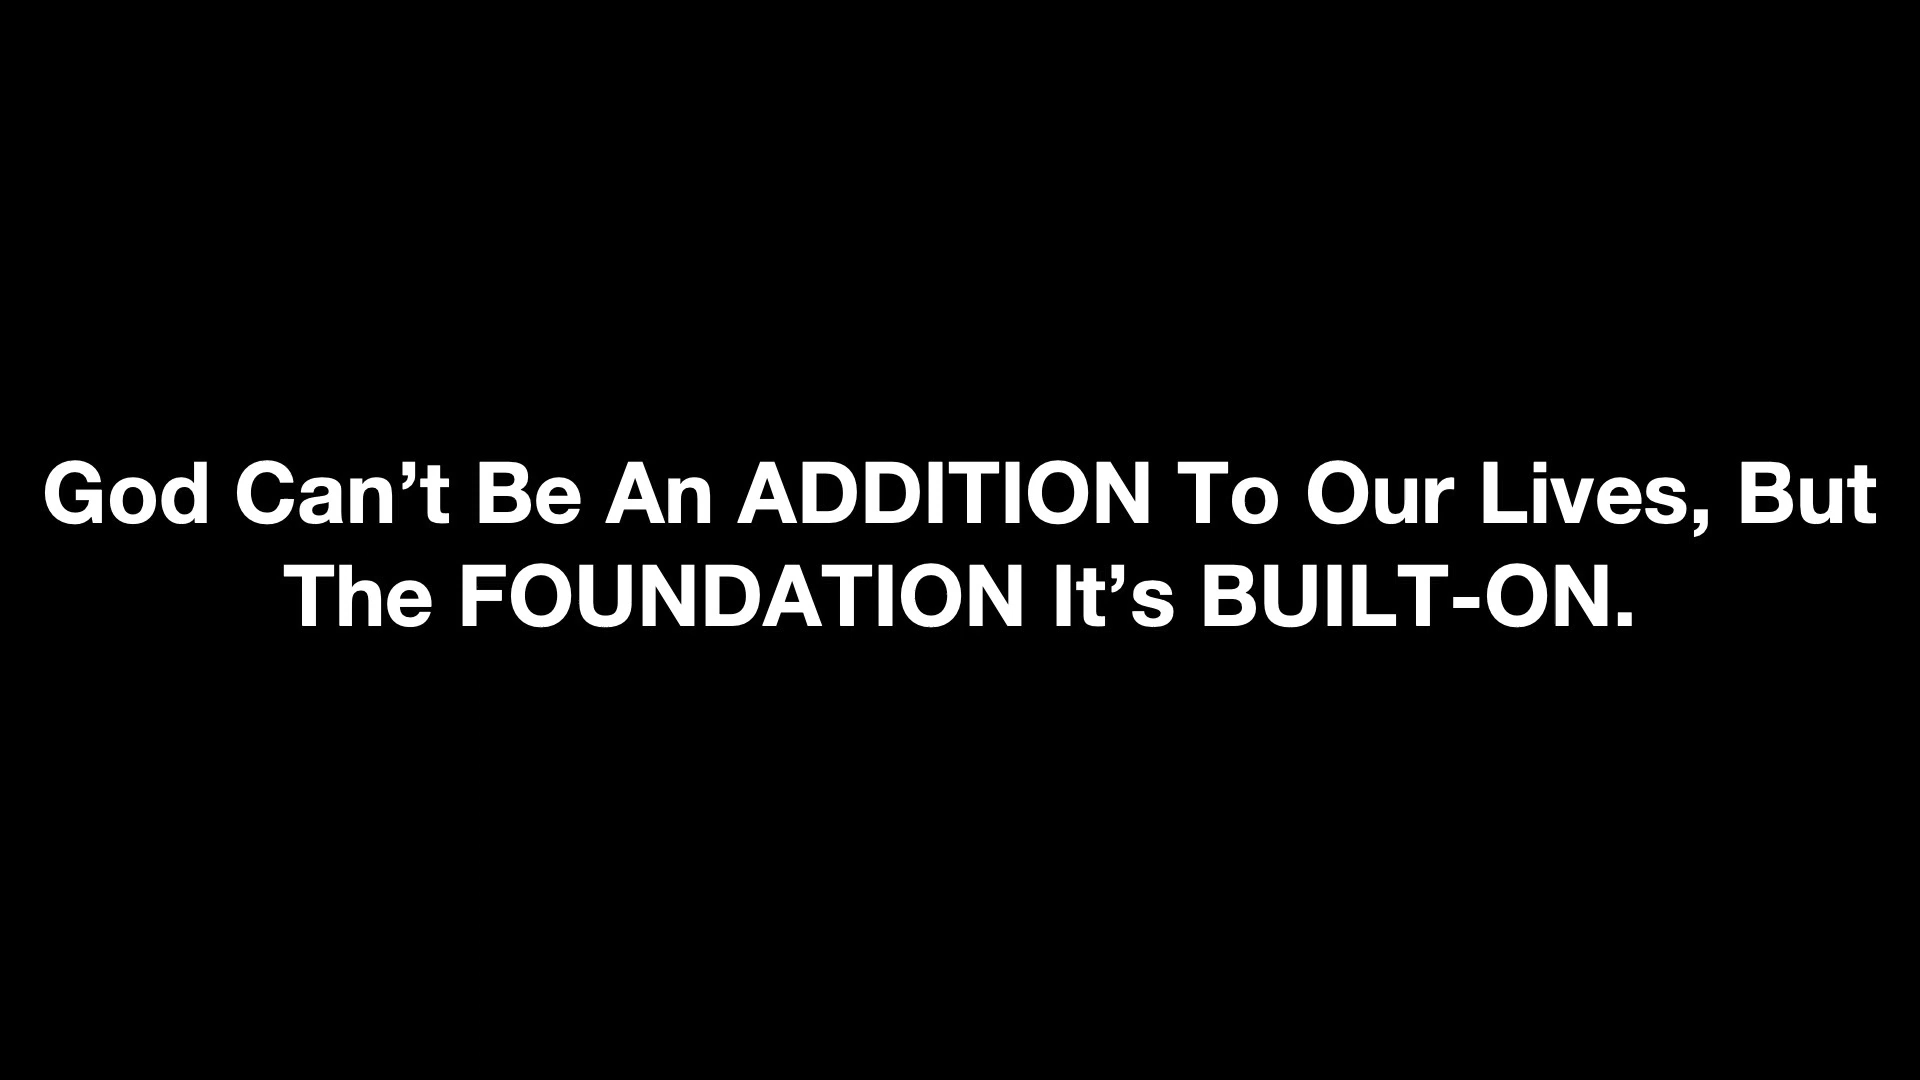 God Can’t Be An ADDITION To Our Lives, But
The FOUNDATION It’s BUILT-ON.